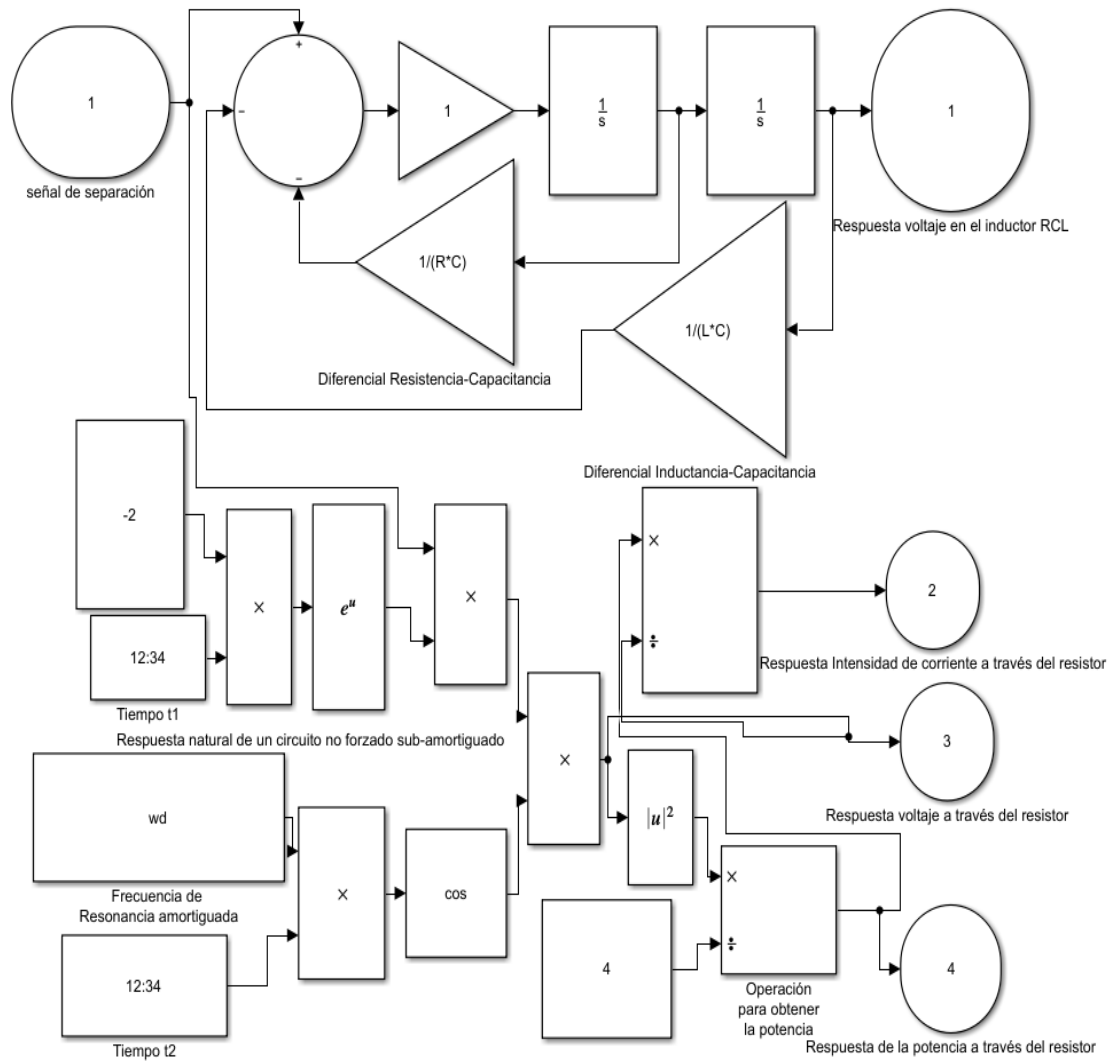 1
señal de separación
+
-
-
1
1
s
1
s
1
Respuesta voltaje en el inductor RCL
1/(R*C)
Diferencial Resistencia-Capacitancia
1/(L*C)
Diferencial Inductancia-Capacitancia
-2
12:34
Tiempo t1
×
e^u
×
Respuesta natural de un circuito no forzado sub-amortiguado
×
÷
2
Respuesta Intensidad de corriente a través del resistor
3
Respuesta voltaje a través del resistor
wd
Frecuencia de
Resonancia amortiguada
12:34
Tiempo t2
×
cos
×
|u|²
4
×
÷
Operación
para obtener
la potencia
4
Respuesta de la potencia a través del resistor